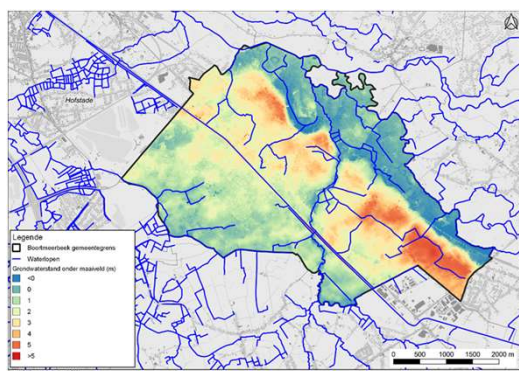 Hofstade
Legende
Boortmeerbeek gemeentegrens
Waterlopen
Grondwaterstand onder maaiveld (m)
<0
0
1
2
3
4
5
>5
0 500 1000 1500 2000 m